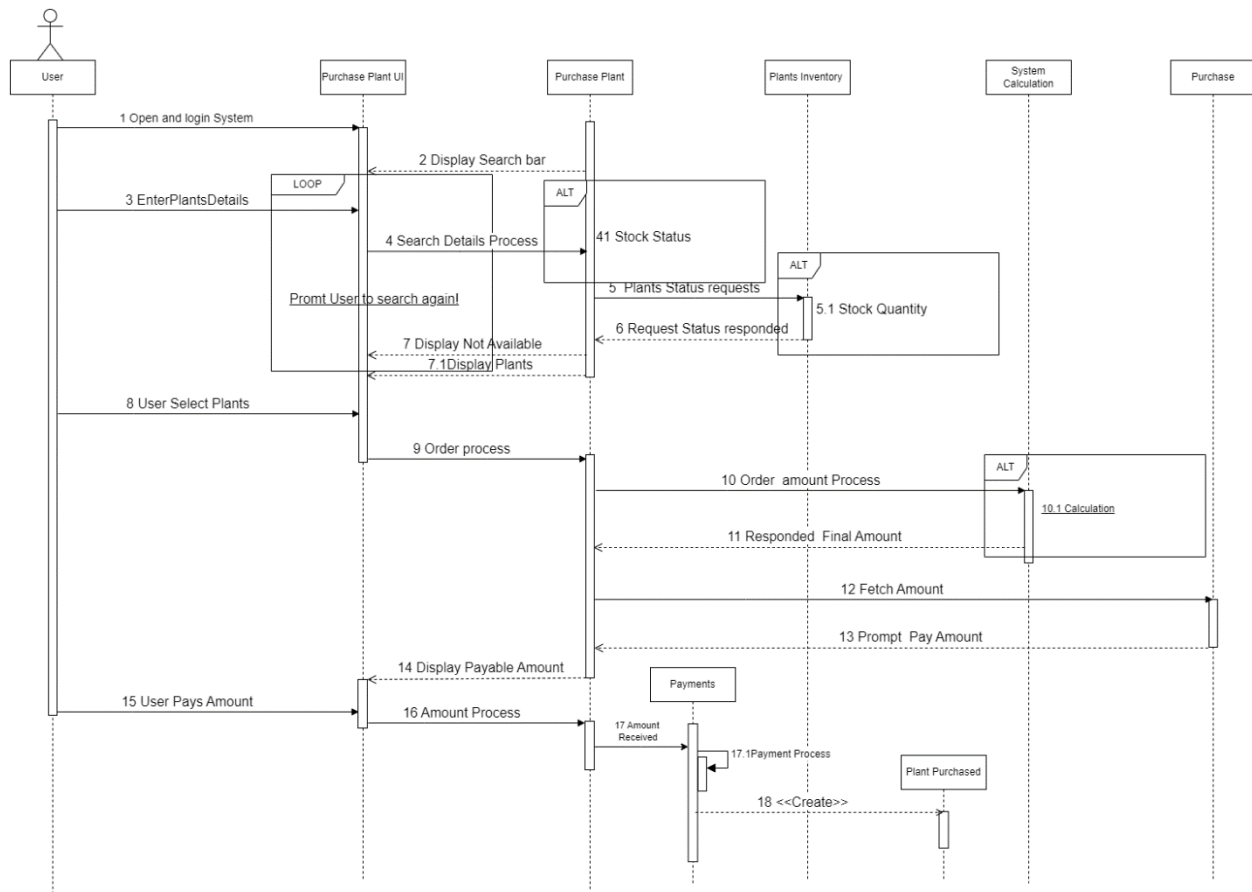 User
Purchase Plant UI
Purchase Plant
Plants Inventory
System
Calculation
Purchase
1 Open and login System
2 Display Search bar
LOOP
ALT
3 EnterPlantsDetails
4 Search Details Process
41 Stock Status
ALT
5 Plants Status requests
Promt User to search again!
5.1 Stock Quantity
6 Request Status responded
7 Display Not Available
7.1Display Plants
8 User Select Plants
9 Order process
ALT
10 Order amount Process
10.1 Calculation
11 Responded Final Amount
12 Fetch Amount
13 Prompt Pay Amount
14 Display Payable Amount
Payments
15 User Pays Amount
16 Amount Process
17 Amount
Received
17.1Payment Process
Plant Purchased
18 <<Create>>